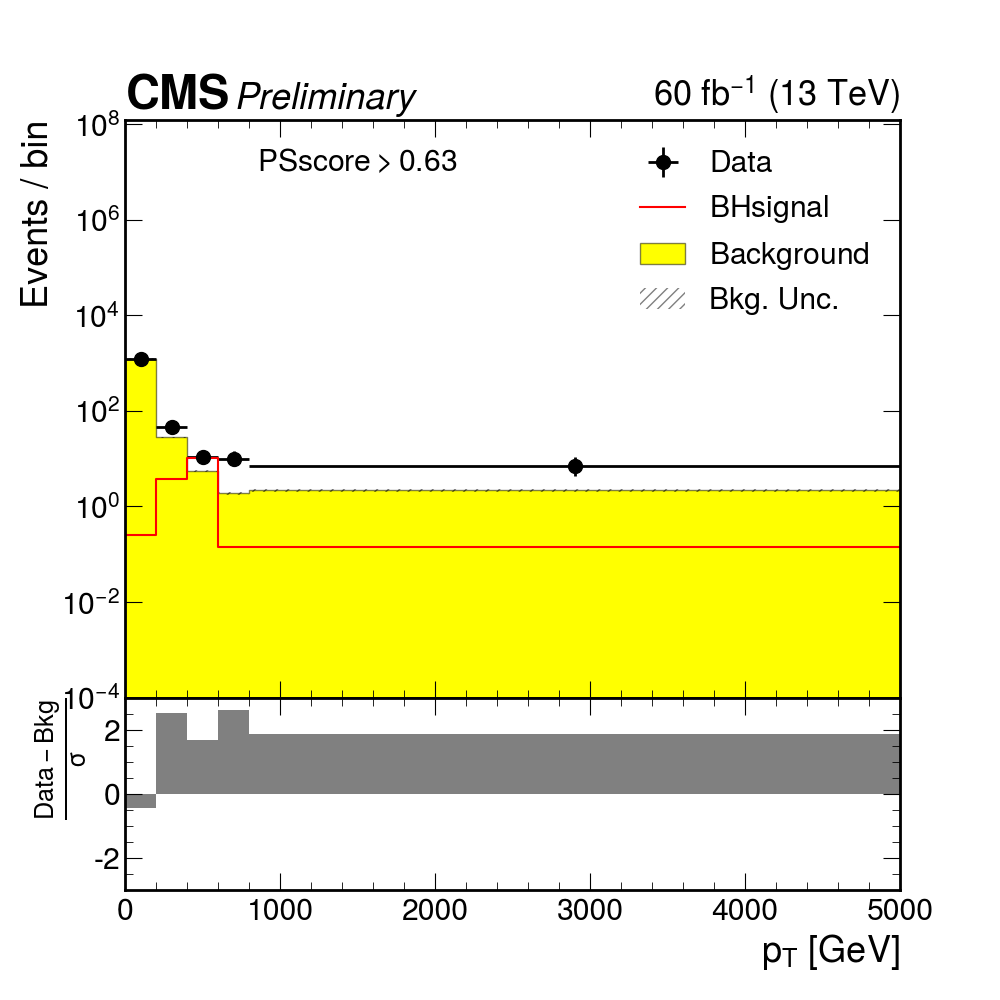 CMS Preliminary 60 fb⁻¹ (13 TeV)
Events / bin
10⁸
10⁶
10⁴
10²
10⁰
10⁻²
10⁻⁴
PSscore > 0.63
Data
BHsignal
Background
Bkg. Unc.
Data − Bkg
σ
2
0
-2
0 1000 2000 3000 4000 5000
p_T [GeV]